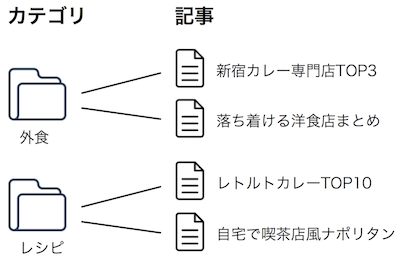 カテゴリ
記事
新宿カレー専門店TOP3
外食
落ち着ける洋食店まとめ
レトルトカレーTOP10
レシピ
自宅で喫茶店風ナポリタン